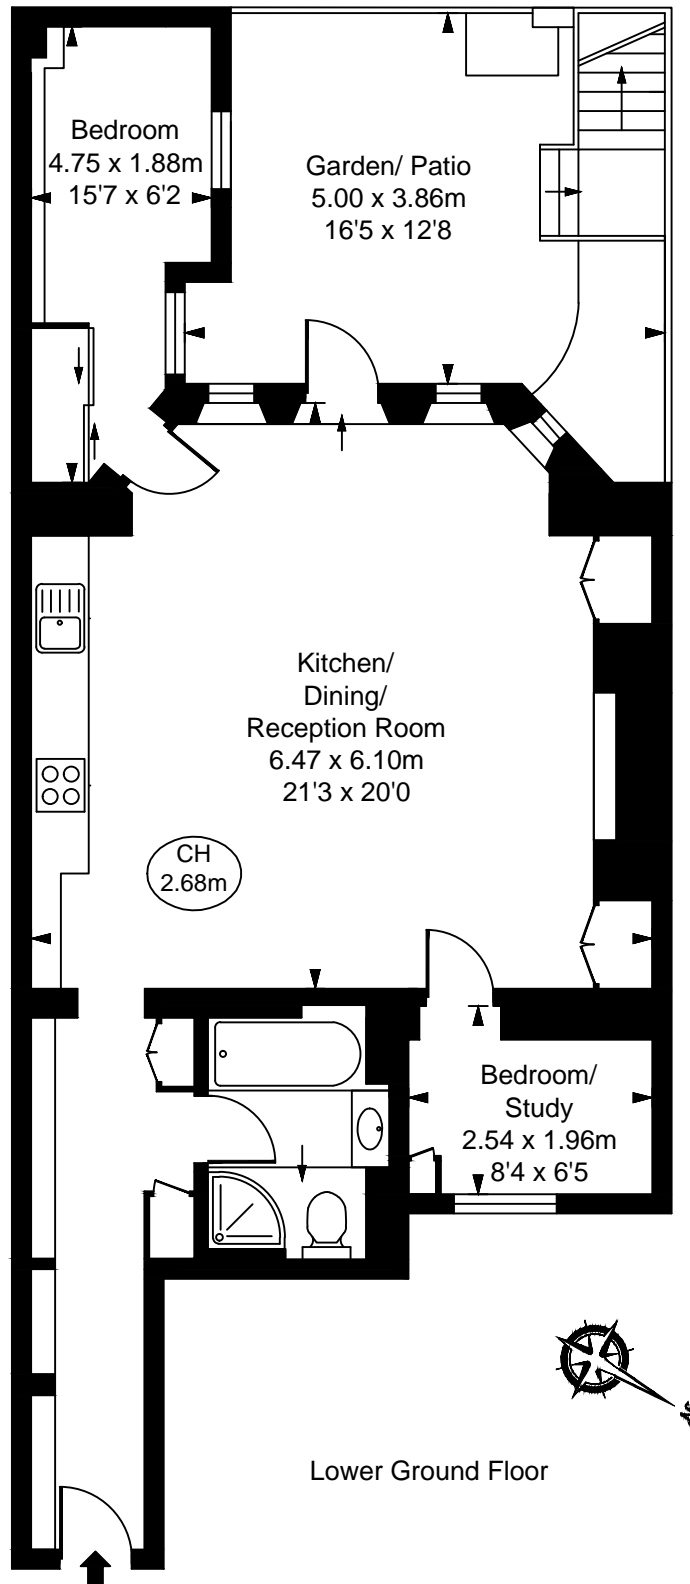 Bedroom
4.75 x 1.88m
15'7 x 6'2
Garden/ Patio
5.00 x 3.86m
16'5 x 12'8
Kitchen/
Dining/
Reception Room
6.47 x 6.10m
21'3 x 20'0
CH
2.68m
Bedroom/
Study
2.54 x 1.96m
8'4 x 6'5
Lower Ground Floor